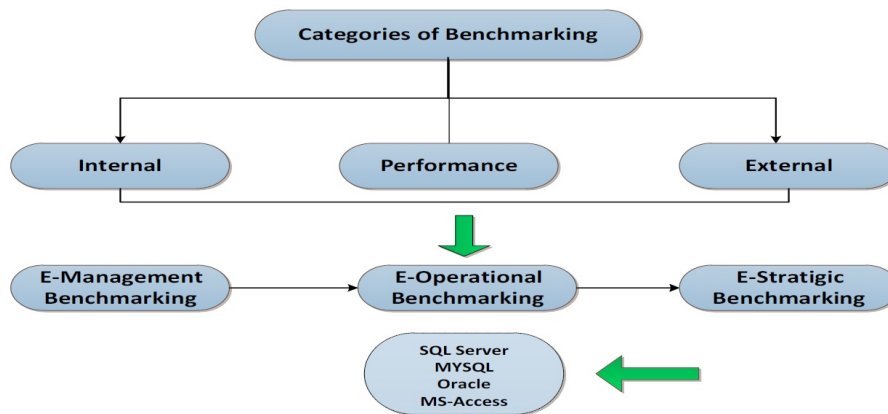 Categories of Benchmarking
Internal
Performance
External
E-Management
Benchmarking
E-Operational
Benchmarking
E-Stratigic
Benchmarking
SQL Server
MYSQL
Oracle
MS-Access